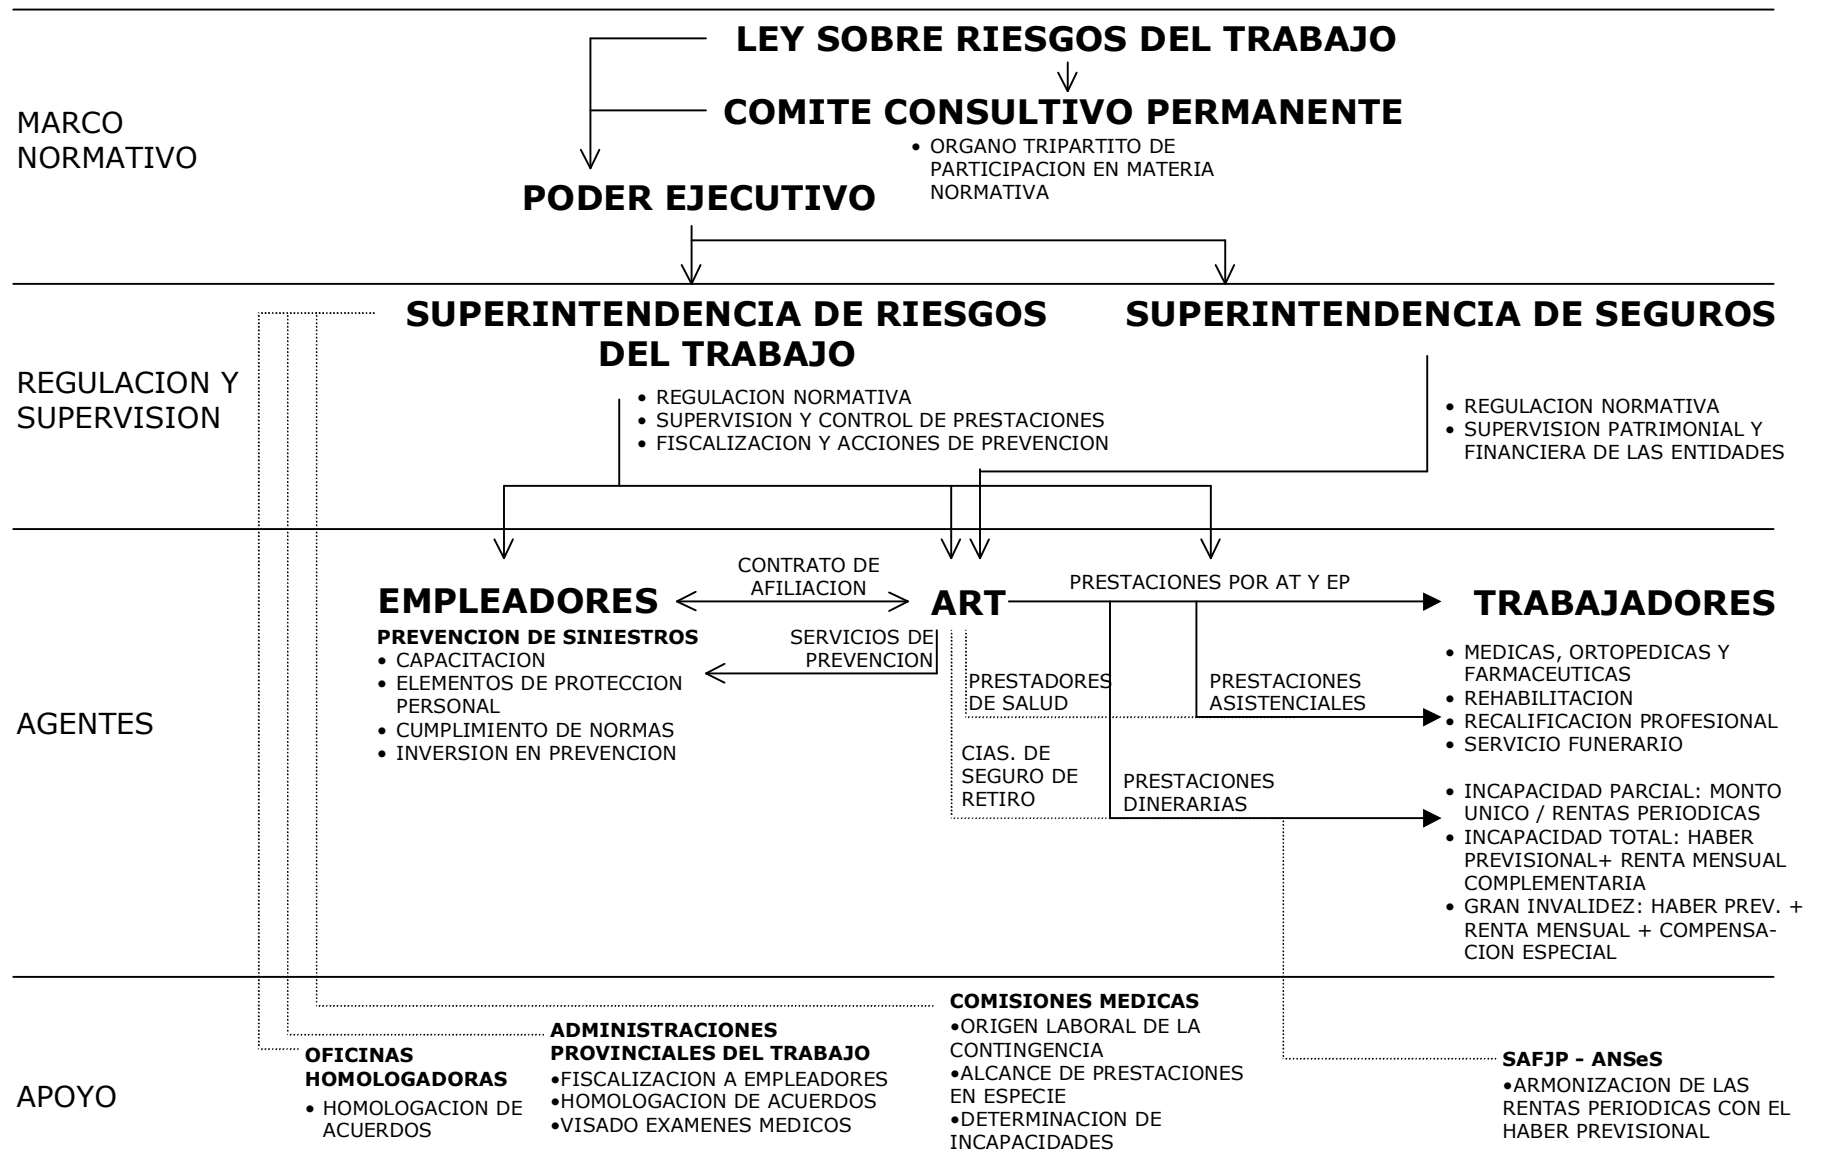 LEY SOBRE RIESGOS DEL TRABAJO
COMITE CONSULTIVO PERMANENTE
• ORGANO TRIPARTITO DE
PARTICIPACION EN MATERIA
NORMATIVA
MARCO
NORMATIVO
PODER EJECUTIVO
SUPERINTENDENCIA DE RIESGOS
DEL TRABAJO
SUPERINTENDENCIA DE SEGUROS
REGULACION Y
SUPERVISION
• REGULACION NORMATIVA
• SUPERVISION Y CONTROL DE PRESTACIONES
• FISCALIZACION Y ACCIONES DE PREVENCION
• REGULACION NORMATIVA
• SUPERVISION PATRIMONIAL Y
FINANCIERA DE LAS ENTIDADES
AGENTES
EMPLEADORES
PREVENCION DE SINIESTROS
• CAPACITACION
• ELEMENTOS DE PROTECCION
PERSONAL
• CUMPLIMIENTO DE NORMAS
• INVERSION EN PREVENCION
CONTRATO DE
AFILIACION
SERVICIOS DE
PREVENCION
ART
PRESTACIONES POR AT Y EP
PRESTADORES
DE SALUD
PRESTACIONES
ASISTENCIALES
CIAS. DE
SEGURO DE
RETIRO
PRESTACIONES
DINERARIAS
TRABAJADORES
• MEDICAS, ORTOPEDICAS Y
FARMACEUTICAS
• REHABILITACION
• RECALIFICACION PROFESIONAL
• SERVICIO FUNERARIO
• INCAPACIDAD PARCIAL: MONTO
UNICO / RENTAS PERIODICAS
• INCAPACIDAD TOTAL: HABER
PREVISIONAL+ RENTA MENSUAL
COMPLEMENTARIA
• GRAN INVALIDEZ: HABER PREV. +
RENTA MENSUAL + COMPENSA-
CION ESPECIAL
APOYO
OFICINAS
HOMOLOGADORAS
• HOMOLOGACION DE
ACUERDOS
ADMINISTRACIONES
PROVINCIALES DEL TRABAJO
•FISCALIZACION A EMPLEADORES
•HOMOLOGACION DE ACUERDOS
•VISADO EXAMENES MEDICOS
COMISIONES MEDICAS
•ORIGEN LABORAL DE LA
CONTINGENCIA
•ALCANCE DE PRESTACIONES
EN ESPECIE
•DETERMINACION DE
INCAPACIDADES
SAFJP - ANSeS
•ARMONIZACION DE LAS
RENTAS PERIODICAS CON EL
HABER PREVISIONAL